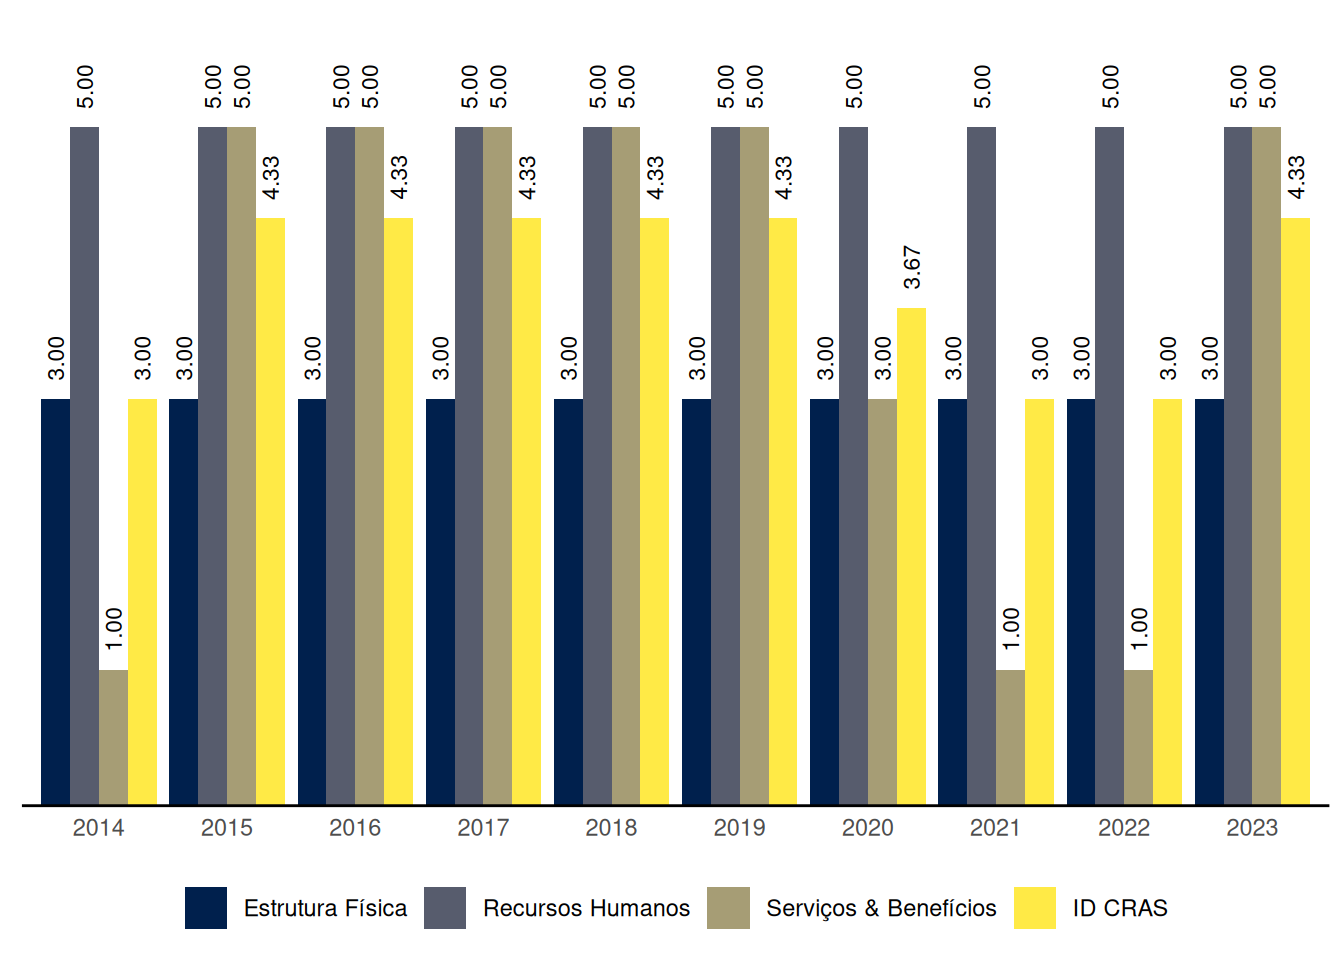 5.00 5.00 5.00 5.00 5.00 5.00 5.00 5.00 5.00 5.00 5.00 5.00 5.00 5.00 5.00 5.00
4.33 4.33 4.33 4.33 4.33 4.33
3.67
3.00 3.00 3.00 3.00 3.00 3.00 3.00 3.00 3.00 3.00 3.00 3.00 3.00 3.00
1.00 1.00 1.00
2014 2015 2016 2017 2018 2019 2020 2021 2022 2023
Estrutura Física Recursos Humanos Serviços & Benefícios ID CRAS